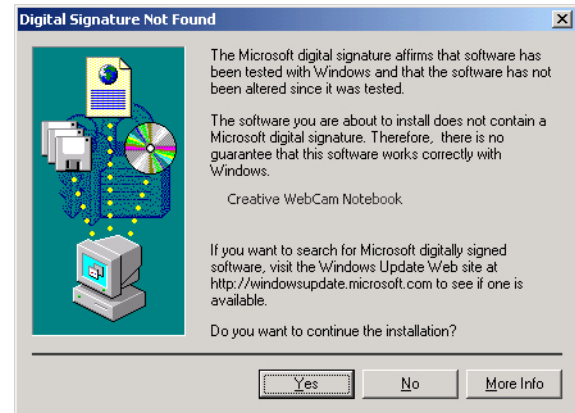 Digital Signature Not Found
The Microsoft digital signature affirms that software has
been tested with Windows and that the software has not
been altered since it was tested.
The software you are about to install does not contain a
Microsoft digital signature. Therefore, there is no
guarantee that this software works correctly with
Windows.
Creative WebCam Notebook
If you want to search for Microsoft digitally signed
software, visit the Windows Update Web site at
http://windowsupdate.microsoft.com to see if one is
available.
Do you want to continue the installation?
Yes
No
More Info